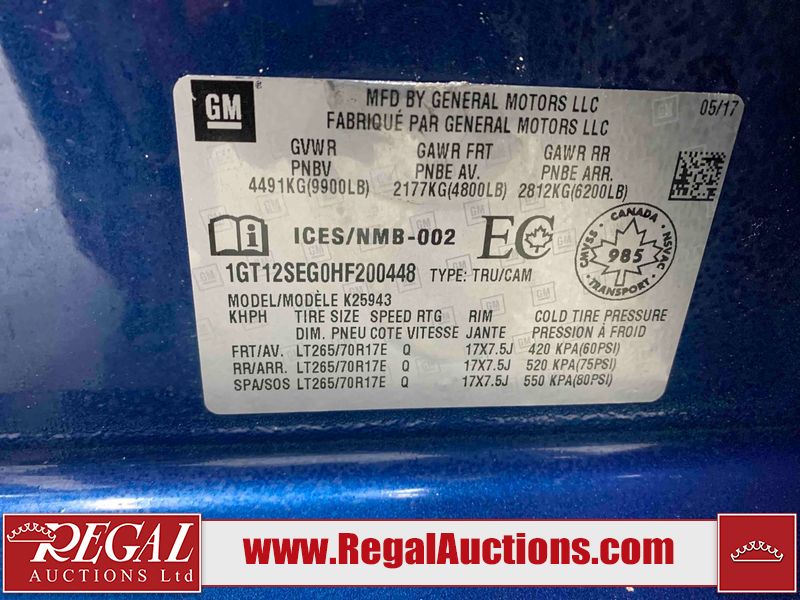 GM
MFD BY GENERAL MOTORS LLC
FABRIQUÉ PAR GENERAL MOTORS LLC
05/17
GVWR GAWR FRT GAWR RR
PNBV PNBE AV. PNBE ARR.
4491KG(9900LB) 2177KG(4800LB) 2812KG(6200LB)
ICES/NMB-002 EC
CANADA
CMVSS 985 NSVAC
1GT12SEG0HF200448 TYPE: TRU/CAM
MODEL/MODÈLE K25943
KHPH TIRE SIZE SPEED RTG RIM COLD TIRE PRESSURE
DIM. PNEU COTE VITESSE JANTE PRESSION À FROID
FRT/AV. LT265/70R17E Q 17X7.5J 420 KPA(60PSI)
RR/ARR. LT265/70R17E Q 17X7.5J 520 KPA(75PSI)
SPA/SOS LT265/70R17E Q 17X7.5J 550 KPA(80PSI)
REGAL
AUCTIONS Ltd
www.RegalAuctions.com